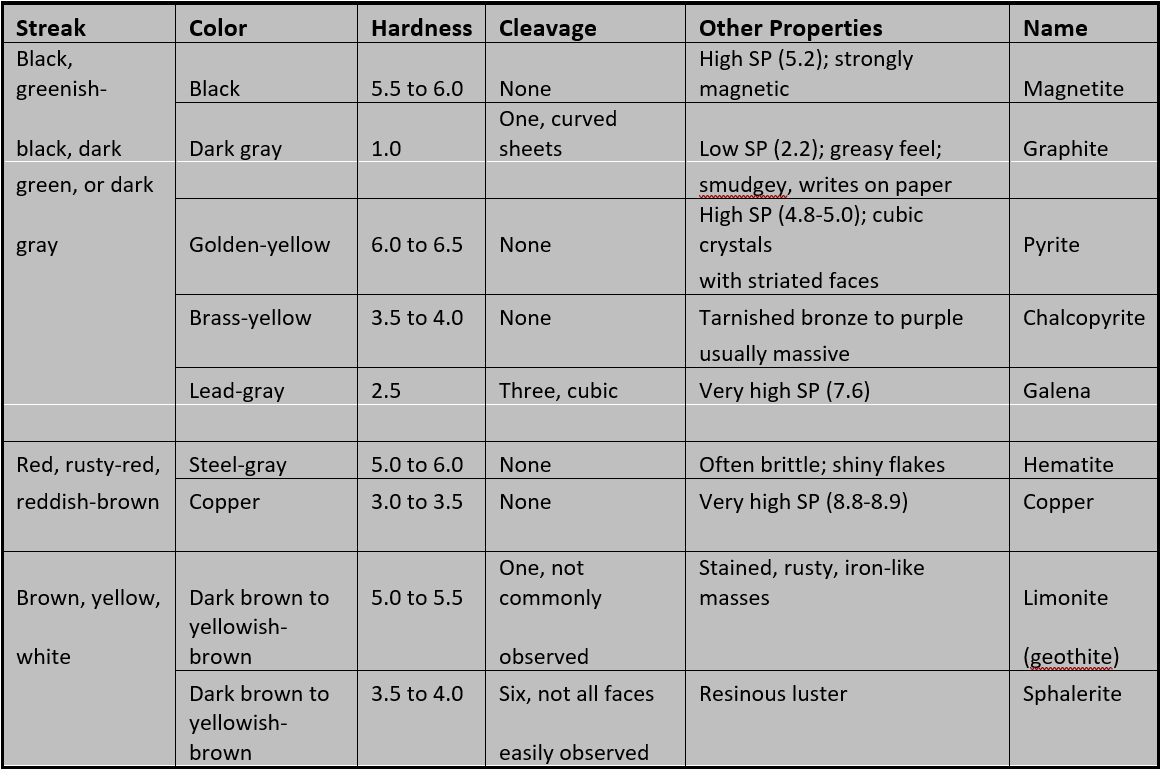 Streak Color Hardness Cleavage Other Properties Name
Black, High SP (5.2); strongly
greenish- Black 5.5 to 6.0 None magnetic Magnetite
One, curved
black, dark Dark gray 1.0 sheets Low SP (2.2); greasy feel; Graphite
green, or dark smudgey, writes on paper
High SP (4.8-5.0); cubic
gray Golden-yellow 6.0 to 6.5 None crystals Pyrite
with striated faces
Brass-yellow 3.5 to 4.0 None Tarnished bronze to purple Chalcopyrite
usually massive
Lead-gray 2.5 Three, cubic Very high SP (7.6) Galena
Red, rusty-red, Steel-gray 5.0 to 6.0 None Often brittle; shiny flakes Hematite
reddish-brown Copper 3.0 to 3.5 None Very high SP (8.8-8.9) Copper
One, not Stained, rusty, iron-like
Brown, yellow, Dark brown to 5.0 to 5.5 commonly masses Limonite
yellowish-
white brown observed (geothite)
Dark brown to 3.5 to 4.0 Six, not all faces Resinous luster Sphalerite
yellowish-
brown easily observed